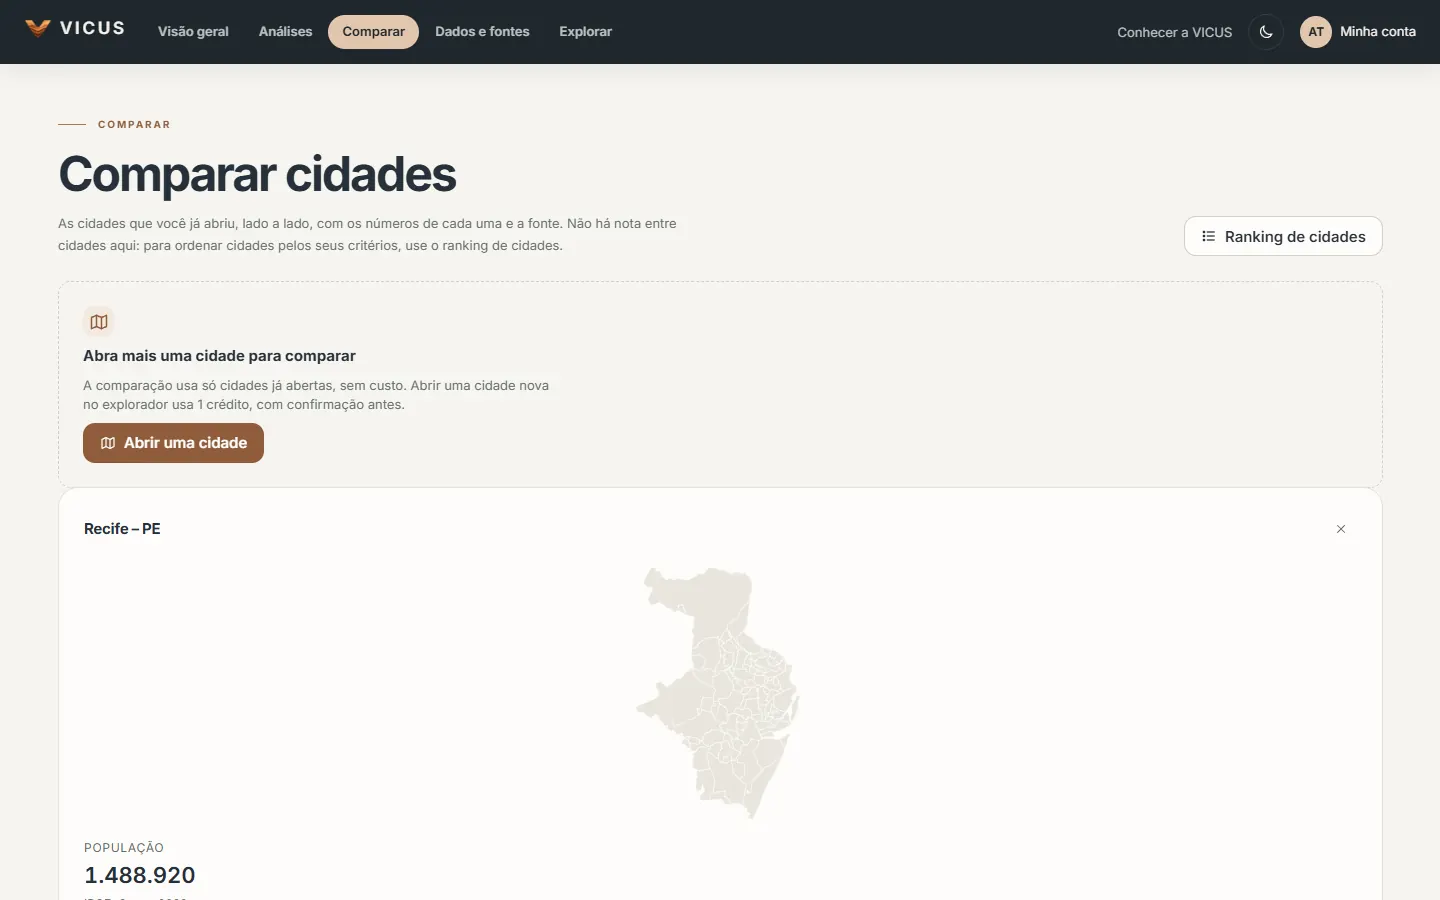 VICUS
Visão geral
Análises
Comparar
Dados e fontes
Explorar
Conhecer a VICUS
AT
Minha conta
COMPARAR
Comparar cidades
As cidades que você já abriu, lado a lado, com os números de cada uma e a fonte. Não há nota entre
cidades aqui: para ordenar cidades pelos seus critérios, use o ranking de cidades.
Ranking de cidades
Abra mais uma cidade para comparar
A comparação usa só cidades já abertas, sem custo. Abrir uma cidade nova
no explorador usa 1 crédito, com confirmação antes.
Abrir uma cidade
Recife – PE
POPULAÇÃO
1.488.920